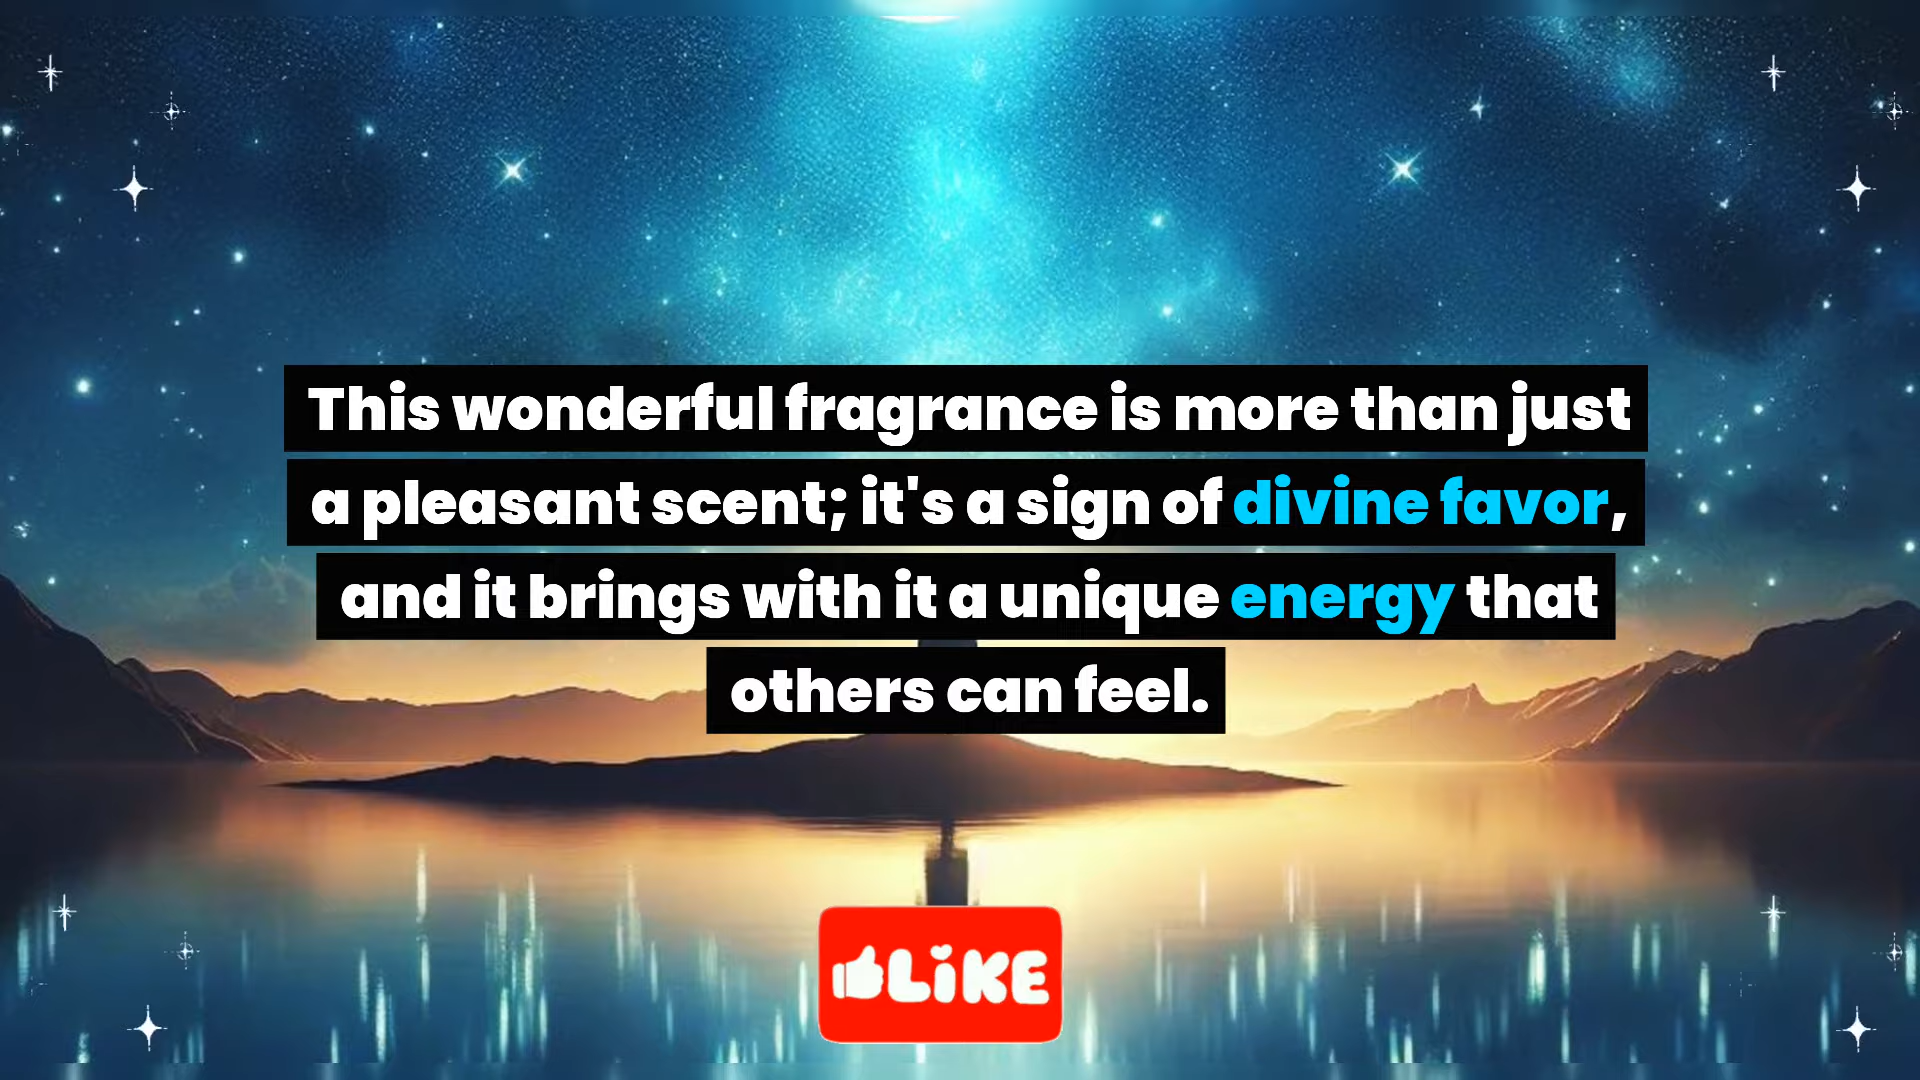 This wonderful fragrance is more than just
a pleasant scent; it's a sign of divine favor,
and it brings with it a unique energy that
others can feel.
LiKE